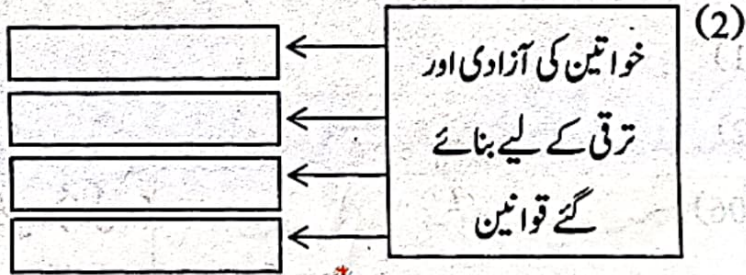 (2)
خواتین کی آزادی اور
ترقی کے لیے بنائے
گئے قوانین